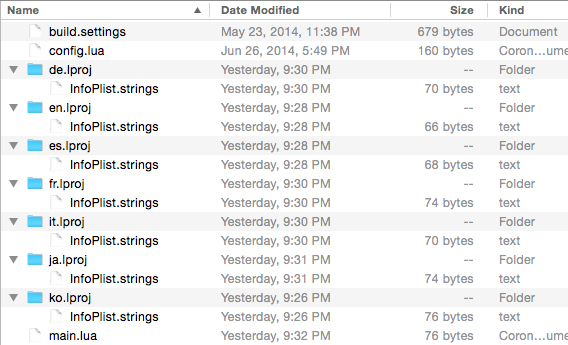 Name Date Modified Size Kind
build.settings May 23, 2014, 11:38 PM 679 bytes Document
config.lua Jun 26, 2014, 5:49 PM 160 bytes Coron...ume
de.lproj Yesterday, 9:30 PM -- Folder
InfoPlist.strings Yesterday, 9:30 PM 70 bytes text
en.lproj Yesterday, 9:28 PM -- Folder
InfoPlist.strings Yesterday, 9:28 PM 66 bytes text
es.lproj Yesterday, 9:28 PM -- Folder
InfoPlist.strings Yesterday, 9:28 PM 68 bytes text
fr.lproj Yesterday, 9:30 PM -- Folder
InfoPlist.strings Yesterday, 9:30 PM 74 bytes text
it.lproj Yesterday, 9:30 PM -- Folder
InfoPlist.strings Yesterday, 9:30 PM 70 bytes text
ja.lproj Yesterday, 9:31 PM -- Folder
InfoPlist.strings Yesterday, 9:31 PM 74 bytes text
ko.lproj Yesterday, 9:26 PM -- Folder
InfoPlist.strings Yesterday, 9:26 PM 76 bytes text
main.lua Yesterday, 9:32 PM 76 bytes Coron...ume